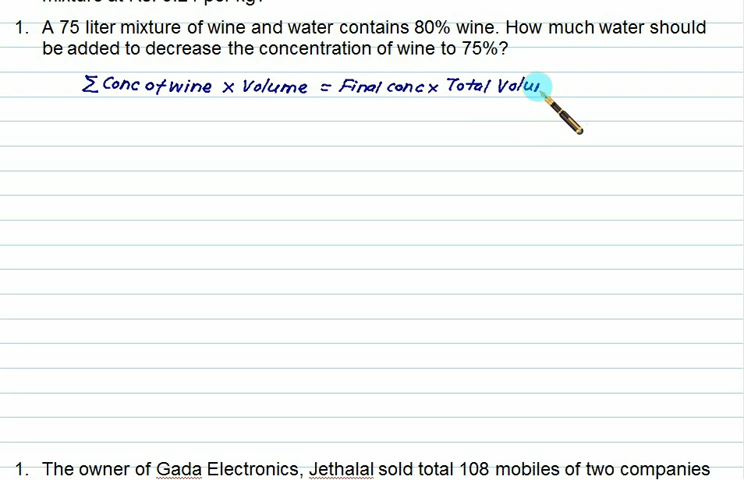 1. A 75 liter mixture of wine and water contains 80% wine. How much water should
be added to decrease the concentration of wine to 75%?
Σ Conc of wine x Volume = Final conc x Total Volu
1. The owner of Gada Electronics, Jethalal sold total 108 mobiles of two companies